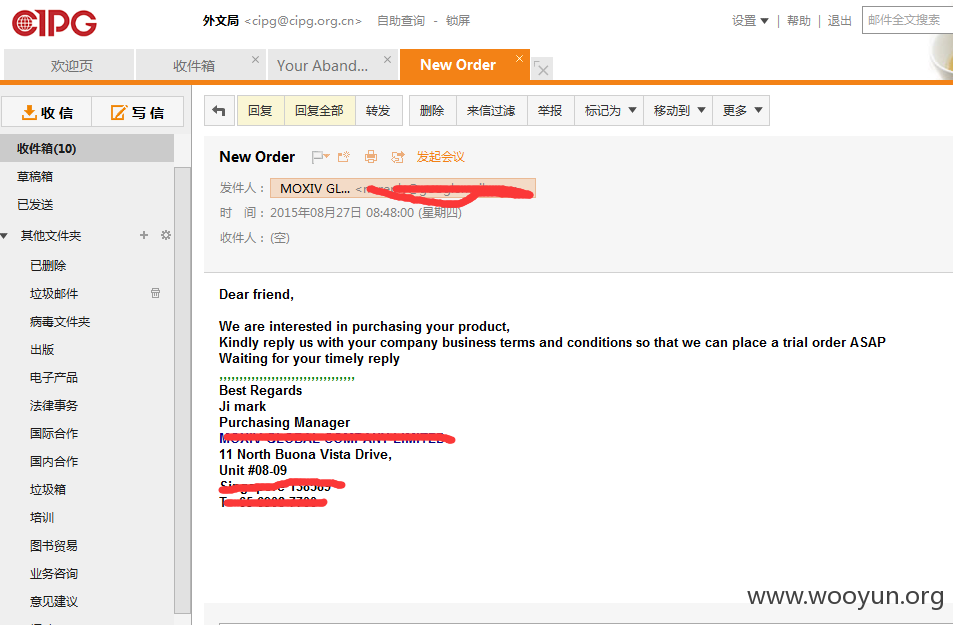 CIPG
外文局 <cipg@cipg.org.cn> 自助查询 - 锁屏
设置 ▼ | 帮助 | 退出 邮件全文搜索
欢迎页 收件箱 × Your Aband... × New Order ×
收信 写信
回复 回复全部 转发 删除 来信过滤 举报 标记为 ▼ 移动到 ▼ 更多 ▼
收件箱(10)
草稿箱
已发送
其他文件夹 +
已删除
垃圾邮件
病毒文件夹
出版
电子产品
法律事务
国际合作
国内合作
垃圾箱
培训
图书贸易
业务咨询
意见建议
New Order 发起会议
发件人： MOXIV GL... <
时 间：2015年08月27日 08:48:00 (星期四)
收件人：(空)
Dear friend,
We are interested in purchasing your product,
Kindly reply us with your company business terms and conditions so that we can place a trial order ASAP
Waiting for your timely reply
,,,,,,,,,,,,,,,,,,,,,,,,,,,,,,,,,,
Best Regards
Ji mark
Purchasing Manager
11 North Buona Vista Drive,
Unit #08-09
www.wooyun.org